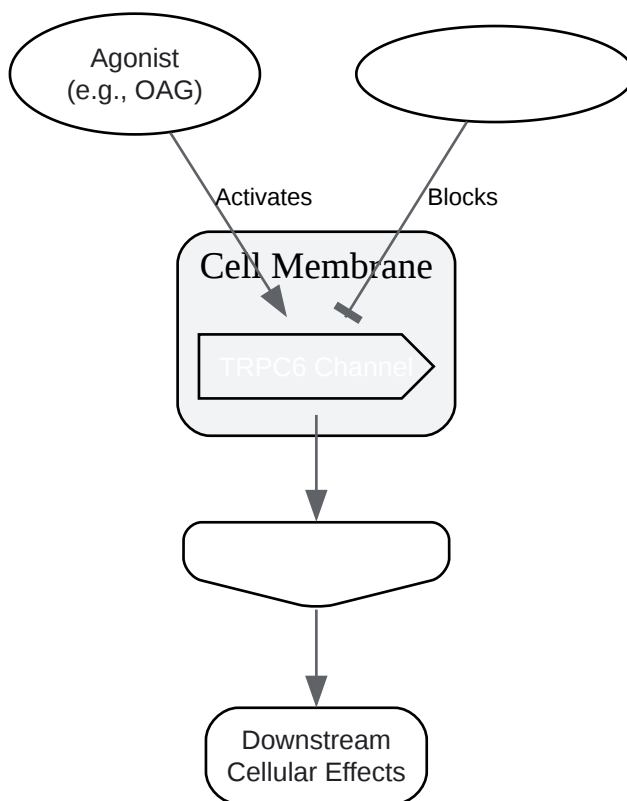 Agonist
(e.g., OAG)
Activates
Blocks
Cell Membrane
TRPC6 Channel
Downstream
Cellular Effects